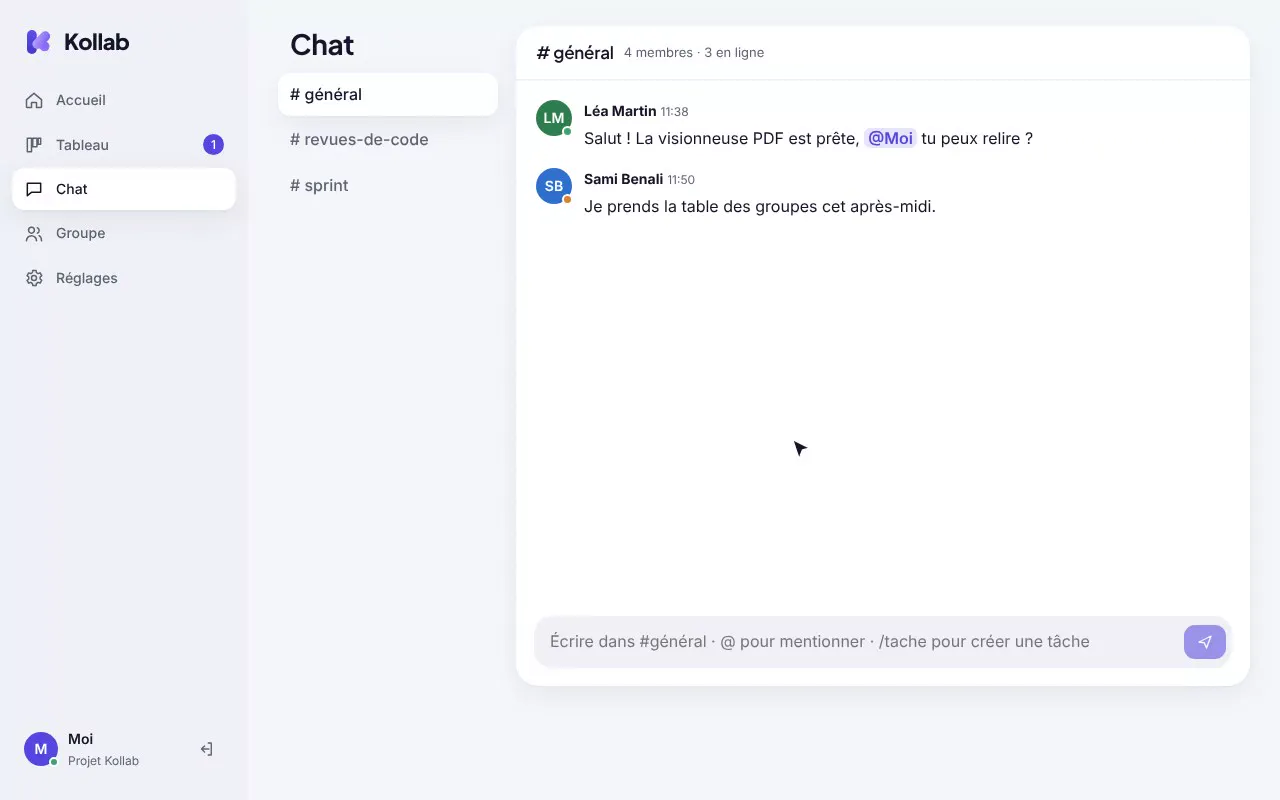 Kollab
Accueil
Tableau 1
Chat
Groupe
Réglages
M
Moi
Projet Kollab
Chat
# général
# revues-de-code
# sprint
# général 4 membres · 3 en ligne
LM
Léa Martin 11:38
Salut ! La visionneuse PDF est prête, @Moi tu peux relire ?
SB
Sami Benali 11:50
Je prends la table des groupes cet après-midi.
Écrire dans #général · @ pour mentionner · /tache pour créer une tâche